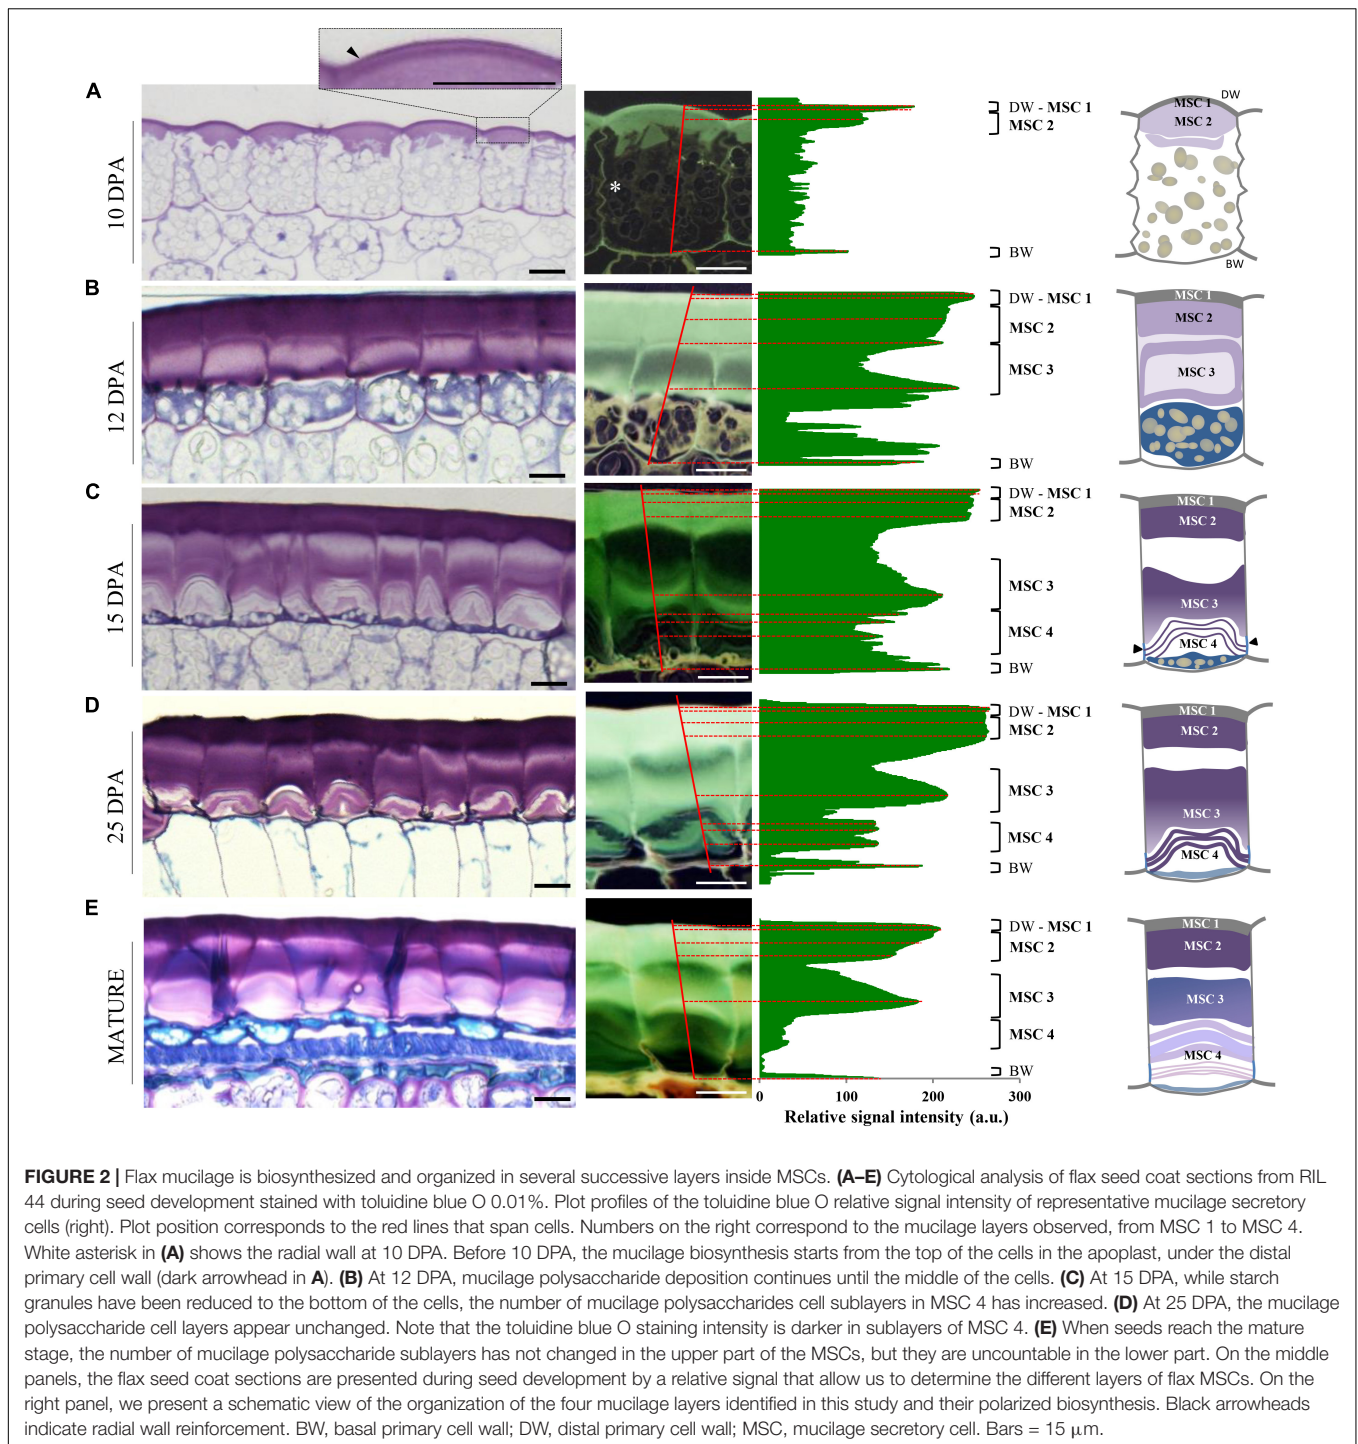 A
10 DPA
*
DW - MSC 1
MSC 2
BW
DW
MSC 1
MSC 2
BW
B
12 DPA
DW - MSC 1
MSC 2
MSC 3
BW
MSC 1
MSC 2
MSC 3
C
15 DPA
DW - MSC 1
MSC 2
MSC 3
MSC 4
BW
MSC 1
MSC 2
MSC 3
MSC 4
D
25 DPA
DW - MSC 1
MSC 2
MSC 3
MSC 4
BW
MSC 1
MSC 2
MSC 3
MSC 4
E
MATURE
DW - MSC 1
MSC 2
MSC 3
MSC 4
BW
MSC 1
MSC 2
MSC 3
MSC 4
0 100 200 300
Relative signal intensity (a.u.)
FIGURE 2 | Flax mucilage is biosynthesized and organized in several successive layers inside MSCs. (A–E) Cytological analysis of flax seed coat sections from RIL
44 during seed development stained with toluidine blue O 0.01%. Plot profiles of the toluidine blue O relative signal intensity of representative mucilage secretory
cells (right). Plot position corresponds to the red lines that span cells. Numbers on the right correspond to the mucilage layers observed, from MSC 1 to MSC 4.
White asterisk in (A) shows the radial wall at 10 DPA. Before 10 DPA, the mucilage biosynthesis starts from the top of the cells in the apoplast, under the distal
primary cell wall (dark arrowhead in A). (B) At 12 DPA, mucilage polysaccharide deposition continues until the middle of the cells. (C) At 15 DPA, while starch
granules have been reduced to the bottom of the cells, the number of mucilage polysaccharides cell sublayers in MSC 4 has increased. (D) At 25 DPA, the mucilage
polysaccharide cell layers appear unchanged. Note that the toluidine blue O staining intensity is darker in sublayers of MSC 4. (E) When seeds reach the mature
stage, the number of mucilage polysaccharide sublayers has not changed in the upper part of the MSCs, but they are uncountable in the lower part. On the middle
panels, the flax seed coat sections are presented during seed development by a relative signal that allow us to determine the different layers of flax MSCs. On the
right panel, we present a schematic view of the organization of the four mucilage layers identified in this study and their polarized biosynthesis. Black arrowheads
indicate radial wall reinforcement. BW, basal primary cell wall; DW, distal primary cell wall; MSC, mucilage secretory cell. Bars = 15 μm.